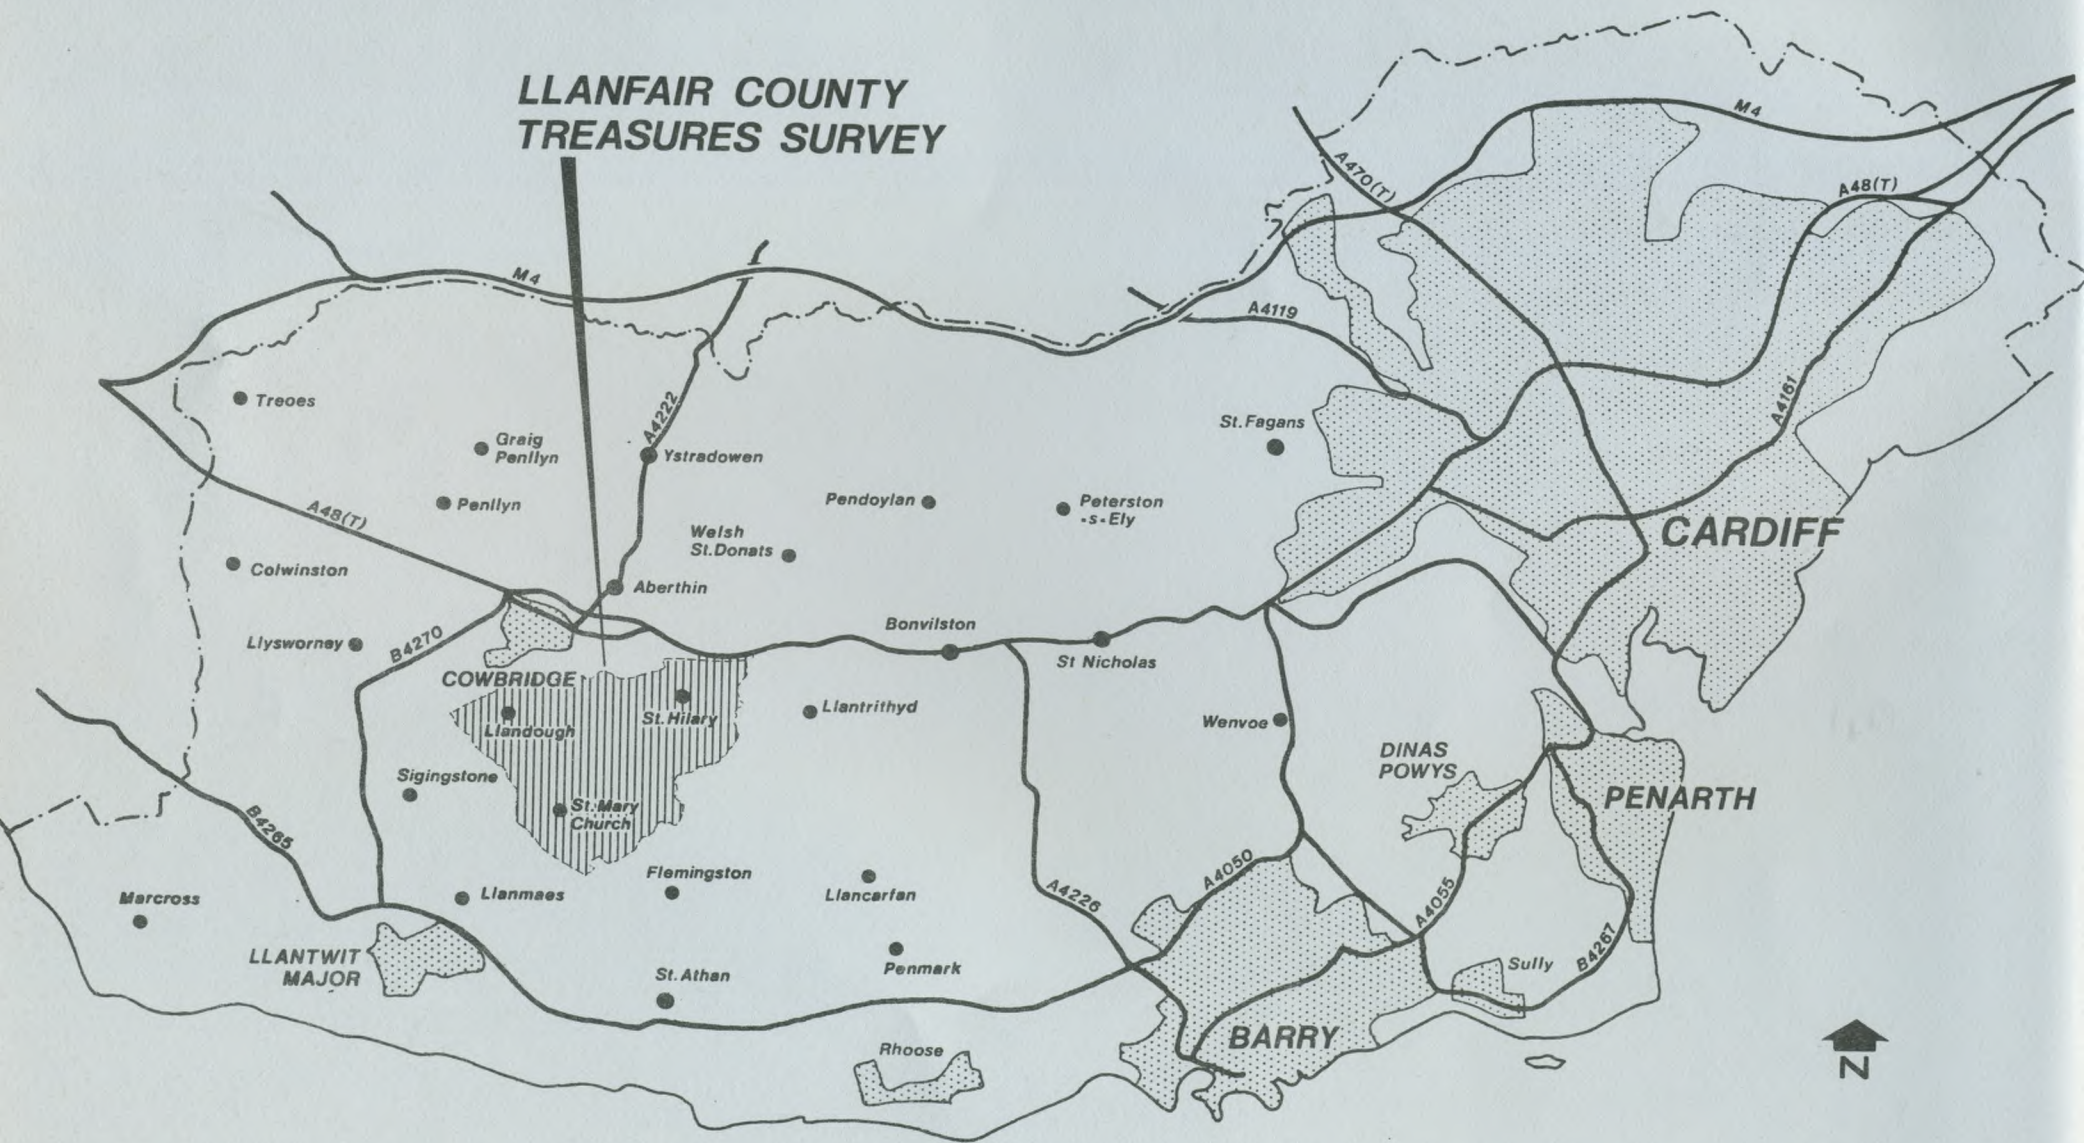 LLANFAIR COUNTY
TREASURES SURVEY
M4
A470(T)
A48(T)
M4
A4119
A4161
Treoes
A4222
Graig
Penllyn
Ystradowen
St.Fagans
Penllyn
Pendoylan
Peterston
-s-Ely
A48(T)
Welsh
St.Donats
CARDIFF
Colwinston
Aberthin
Llysworney
B4270
Bonvilston
St Nicholas
COWBRIDGE
St.Hilary
Llandough
Llantrithyd
Wenvoe
DINAS
POWYS
Sigingstone
St.Mary
Church
PENARTH
B4265
Flemingston
A4050
Marcross
Llanmaes
Llancarfan
A4226
A4055
LLANTWIT
MAJOR
St.Athan
Penmark
Sully
B4267
Rhoose
BARRY
N